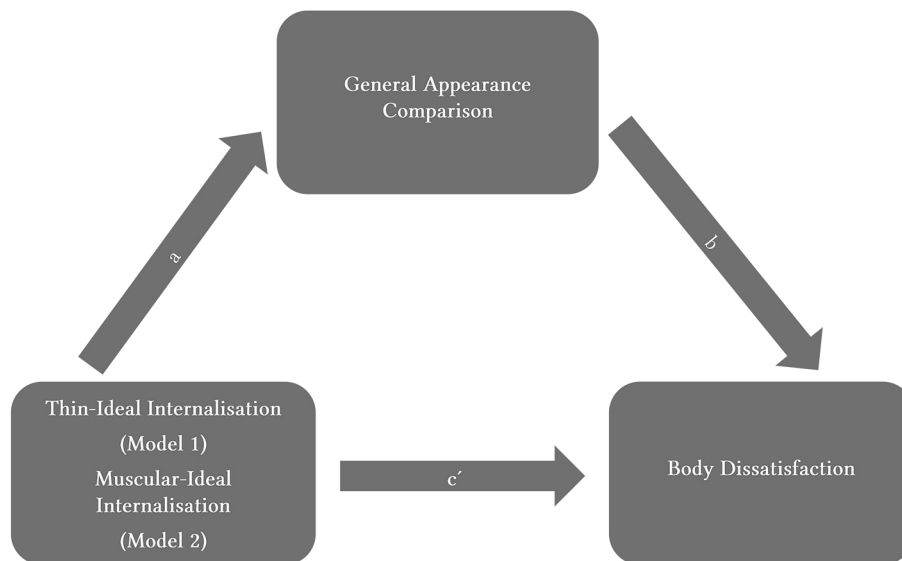 General Appearance
Comparison
a
b
Thin-Ideal Internalisation
(Model 1)
Muscular-Ideal
Internalisation
(Model 2)
c´
Body Dissatisfaction